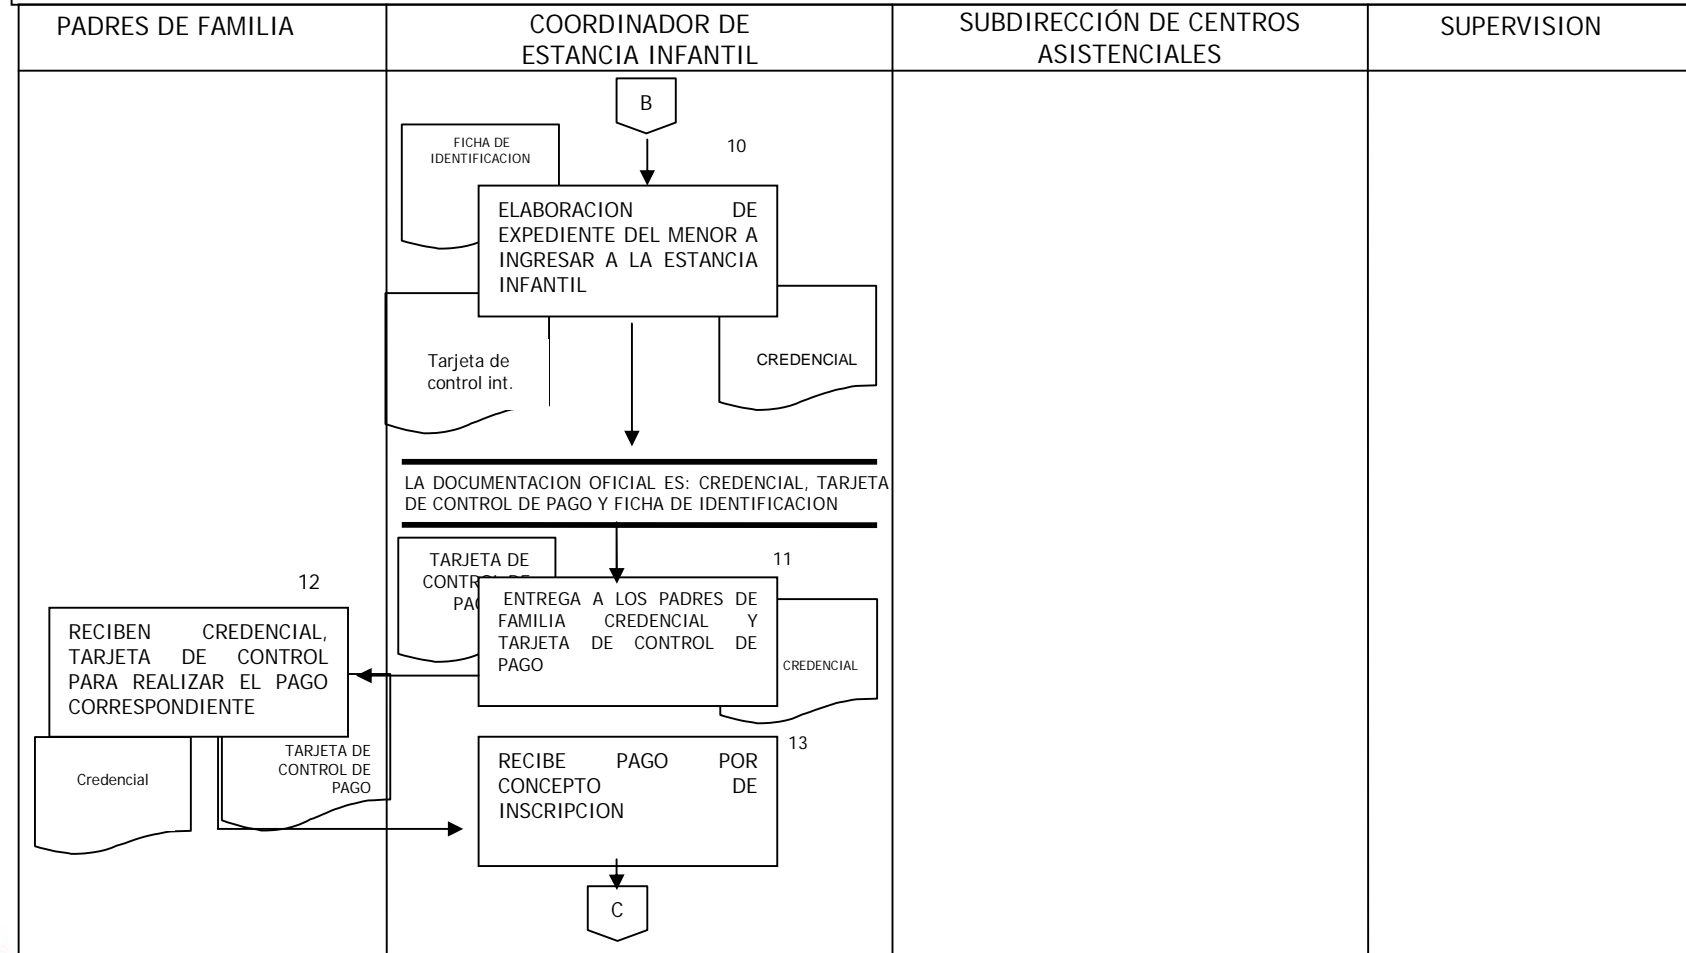 PADRES DE FAMILIA
COORDINADOR DE
ESTANCIA INFANTIL
SUBDIRECCIÓN DE CENTROS
ASISTENCIALES
SUPERVISION
B
FICHA DE
IDENTIFICACION
10
ELABORACION DE
EXPEDIENTE DEL MENOR A
INGRESAR A LA ESTANCIA
INFANTIL
Tarjeta de
control int.
CREDENCIAL
LA DOCUMENTACION OFICIAL ES: CREDENCIAL, TARJETA
DE CONTROL DE PAGO Y FICHA DE IDENTIFICACION
TARJETA DE
CONTROL DE
PAGO
11
ENTREGA A LOS PADRES DE
FAMILIA CREDENCIAL Y
TARJETA DE CONTROL DE
PAGO
CREDENCIAL
12
RECIBEN CREDENCIAL,
TARJETA DE CONTROL
PARA REALIZAR EL PAGO
CORRESPONDIENTE
Credencial
TARJETA DE
CONTROL DE
PAGO
13
RECIBE PAGO POR
CONCEPTO DE
INSCRIPCION
C